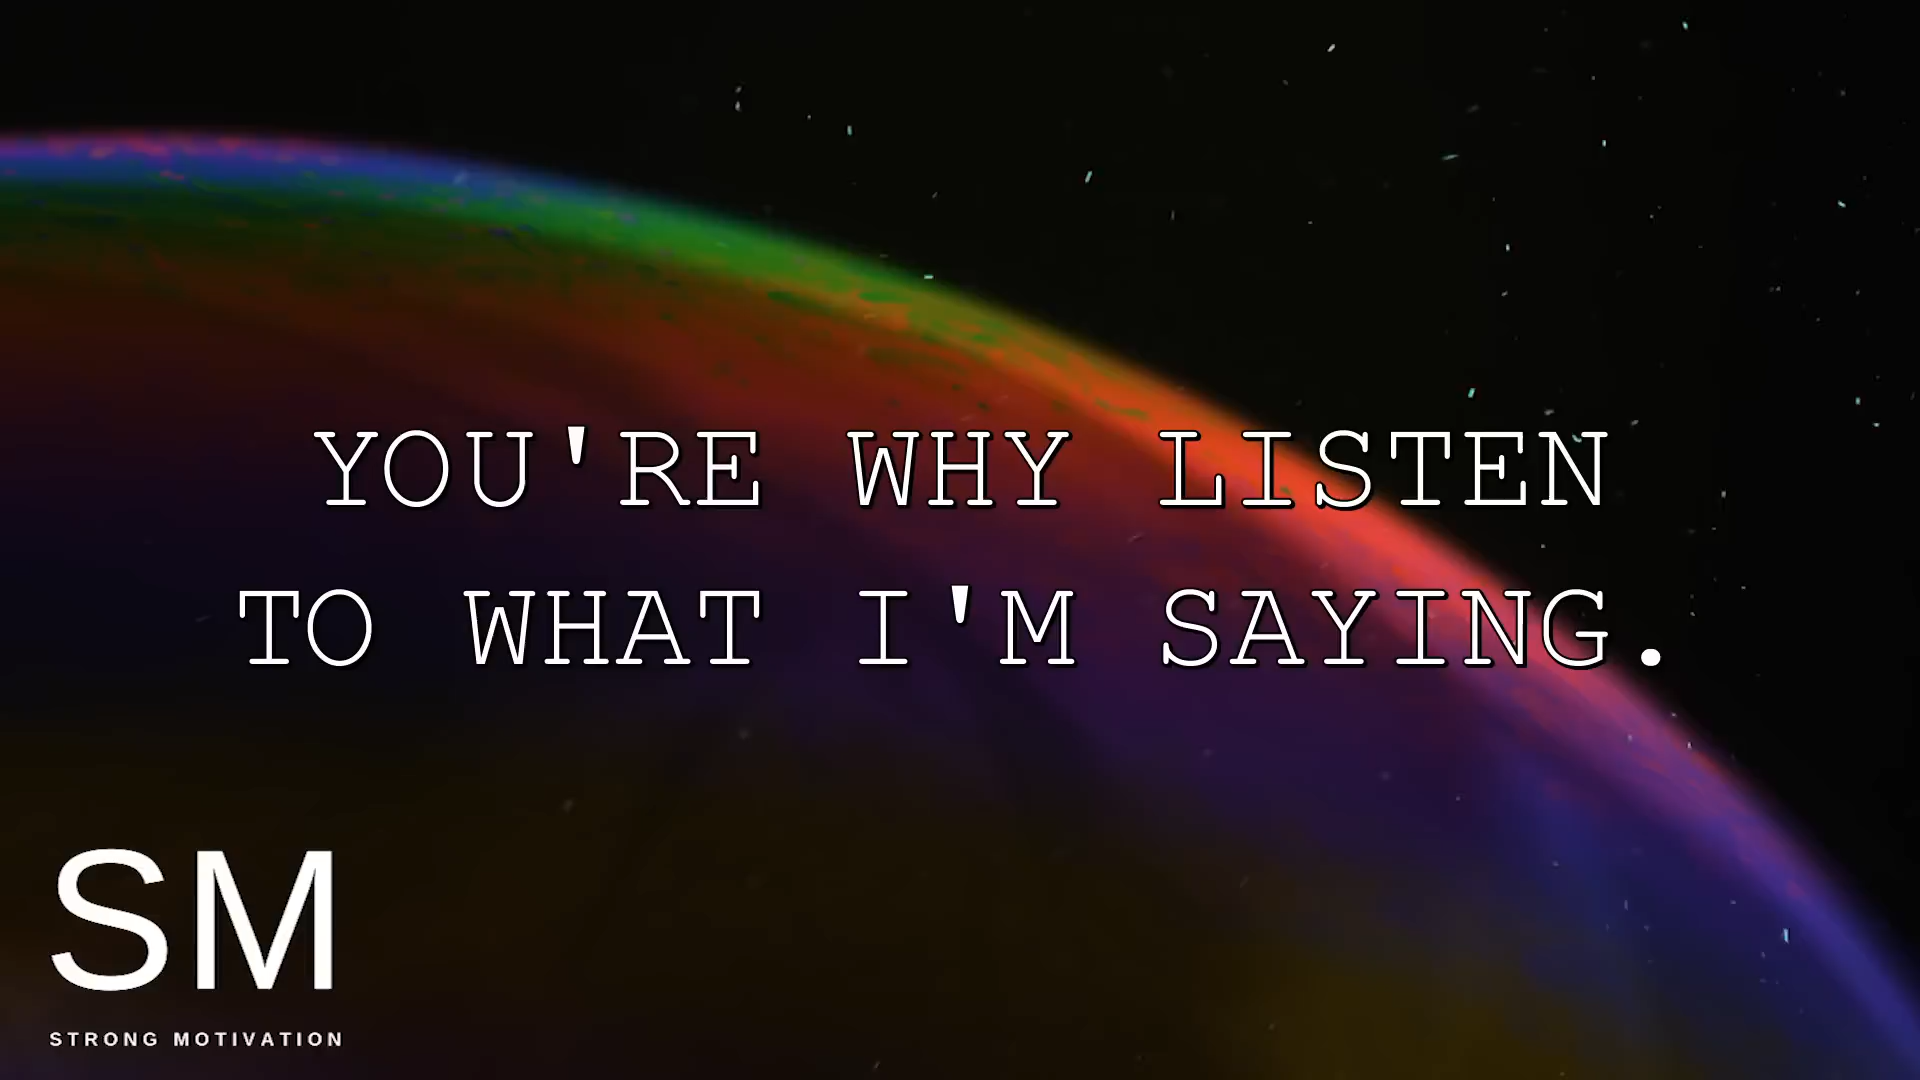 YOU'RE WHY LISTEN
TO WHAT I'M SAYING.
SM
STRONG MOTIVATION